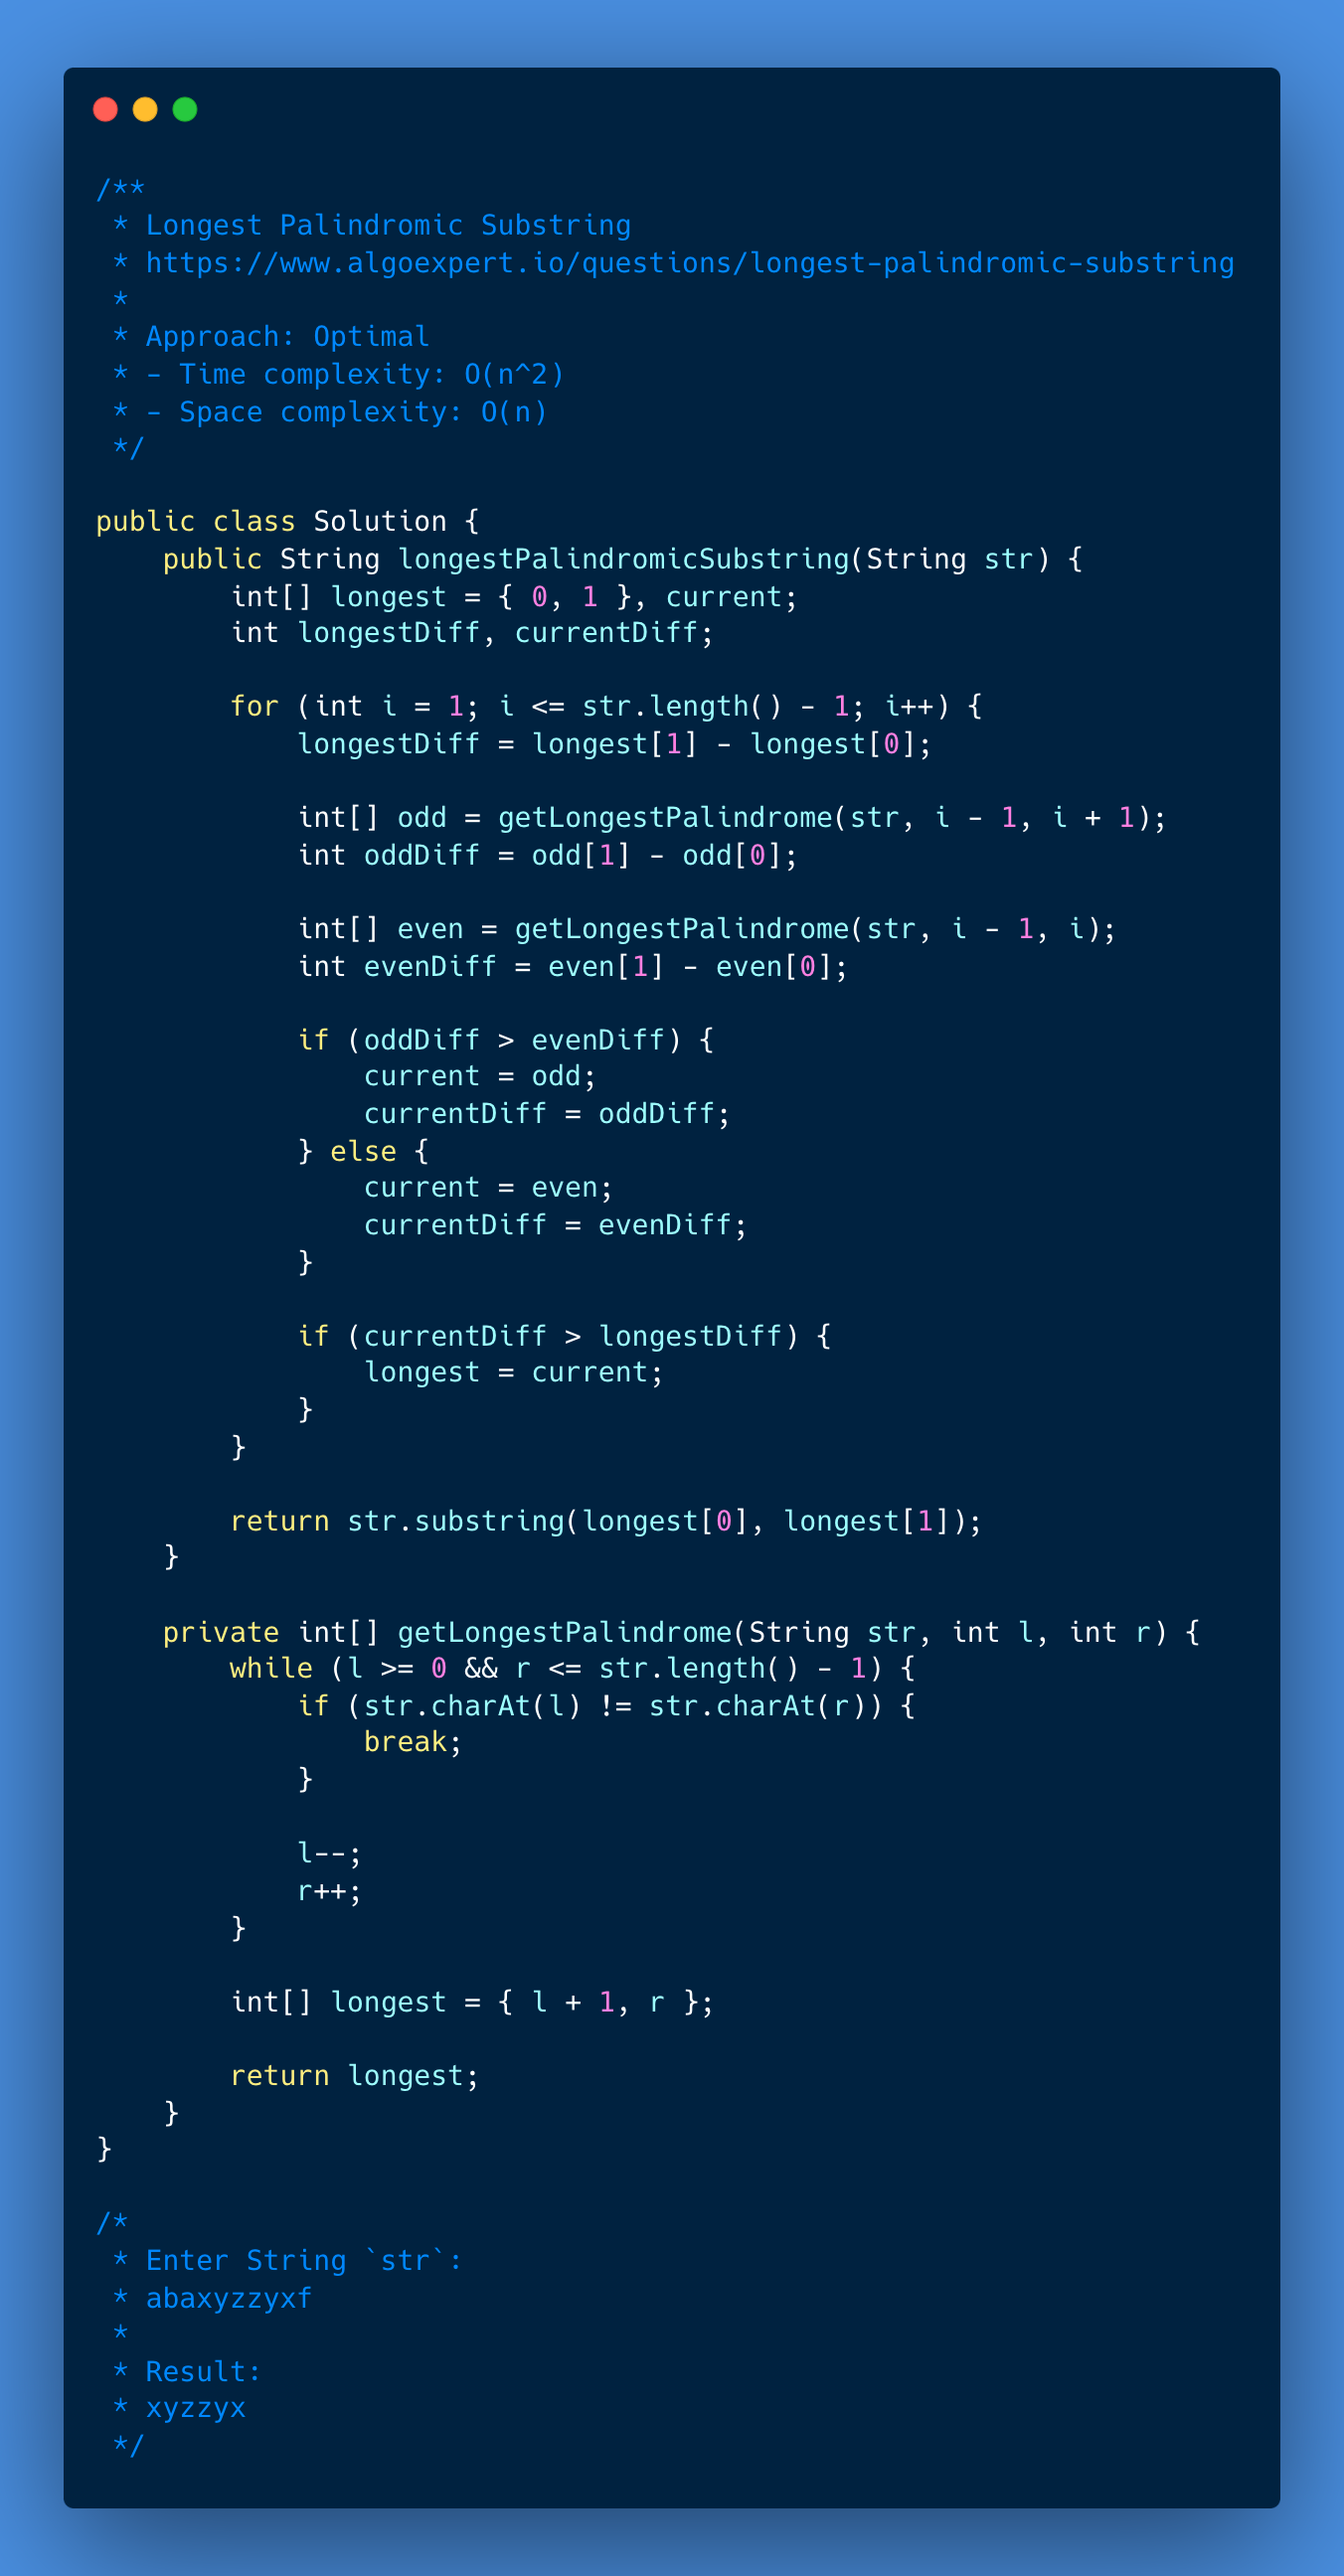 /**
 * Longest Palindromic Substring
 * https://www.algoexpert.io/questions/longest-palindromic-substring
 *
 * Approach: Optimal
 * - Time complexity: O(n^2)
 * - Space complexity: O(n)
 */

public class Solution {
    public String longestPalindromicSubstring(String str) {
        int[] longest = { 0, 1 }, current;
        int longestDiff, currentDiff;

        for (int i = 1; i <= str.length() - 1; i++) {
            longestDiff = longest[1] - longest[0];

            int[] odd = getLongestPalindrome(str, i - 1, i + 1);
            int oddDiff = odd[1] - odd[0];

            int[] even = getLongestPalindrome(str, i - 1, i);
            int evenDiff = even[1] - even[0];

            if (oddDiff > evenDiff) {
                current = odd;
                currentDiff = oddDiff;
            } else {
                current = even;
                currentDiff = evenDiff;
            }

            if (currentDiff > longestDiff) {
                longest = current;
            }
        }

        return str.substring(longest[0], longest[1]);
    }

    private int[] getLongestPalindrome(String str, int l, int r) {
        while (l >= 0 && r <= str.length() - 1) {
            if (str.charAt(l) != str.charAt(r)) {
                break;
            }

            l--;
            r++;
        }

        int[] longest = { l + 1, r };

        return longest;
    }
}

/*
 * Enter String `str`:
 * abaxyzzyxf
 *
 * Result:
 * xyzzyx
 */